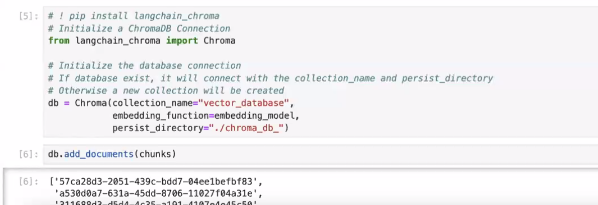 [5]: # ! pip install langchain_chroma
# Initialize a ChromaDB Connection
from langchain_chroma import Chroma
# Initialize the database connection
# If database exist, it will connect with the collection_name and persist_directory
# Otherwise a new collection will be created
db = Chroma(collection_name="vector_database",
embedding_function=embedding_model,
persist_directory="./chroma_db_")
[6]: db.add_documents(chunks)
[6]: ['57ca28d3-2051-439c-bdd7-04ee1befbf83',
'a530d0a7-631a-45dd-8706-11027f04a31e',